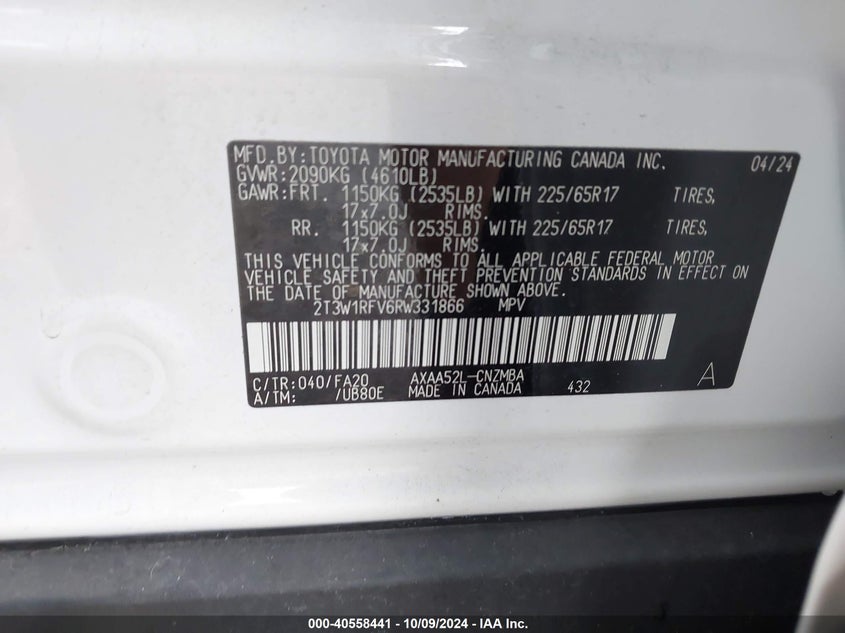 MFD.BY:TOYOTA MOTOR MANUFACTURING CANADA INC. 04/24
GVWR:2090KG (4610LB)
GAWR:FRT. 1150KG (2535LB) WITH 225/65R17 TIRES,
17x7.0J RIMS.
RR. 1150KG (2535LB) WITH 225/65R17 TIRES,
17x7.0J RIMS.
THIS VEHICLE CONFORMS TO ALL APPLICABLE FEDERAL MOTOR
VEHICLE SAFETY AND THEFT PREVENTION STANDARDS IN EFFECT ON
THE DATE OF MANUFACTURE SHOWN ABOVE.
2T3W1RFV6RW331866 MPV
C/TR:040/FA20 AXAA52L-CNZMBA A
A/TM: /UB80E MADE IN CANADA 432
000-40558441 - 10/09/2024 - IAA Inc.